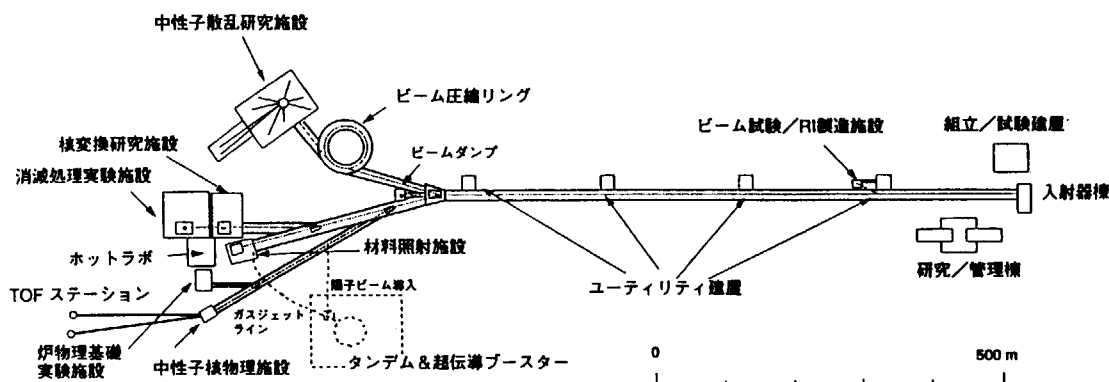 中性子散乱研究施設
ビーム圧縮リング
ビーム試験／RI製造施設
組立／試験建屋
核変換研究施設
ビームダンプ
消滅処理実験施設
入射器棟
ホットラボ
材料照射施設
研究／管理棟
陽子ビーム導入
ユーティリティ建屋
TOF ステーション
ガスジェット
ライン
炉物理基礎
実験施設
中性子核物理施設
タンデム＆超伝導ブースター
0
500 m